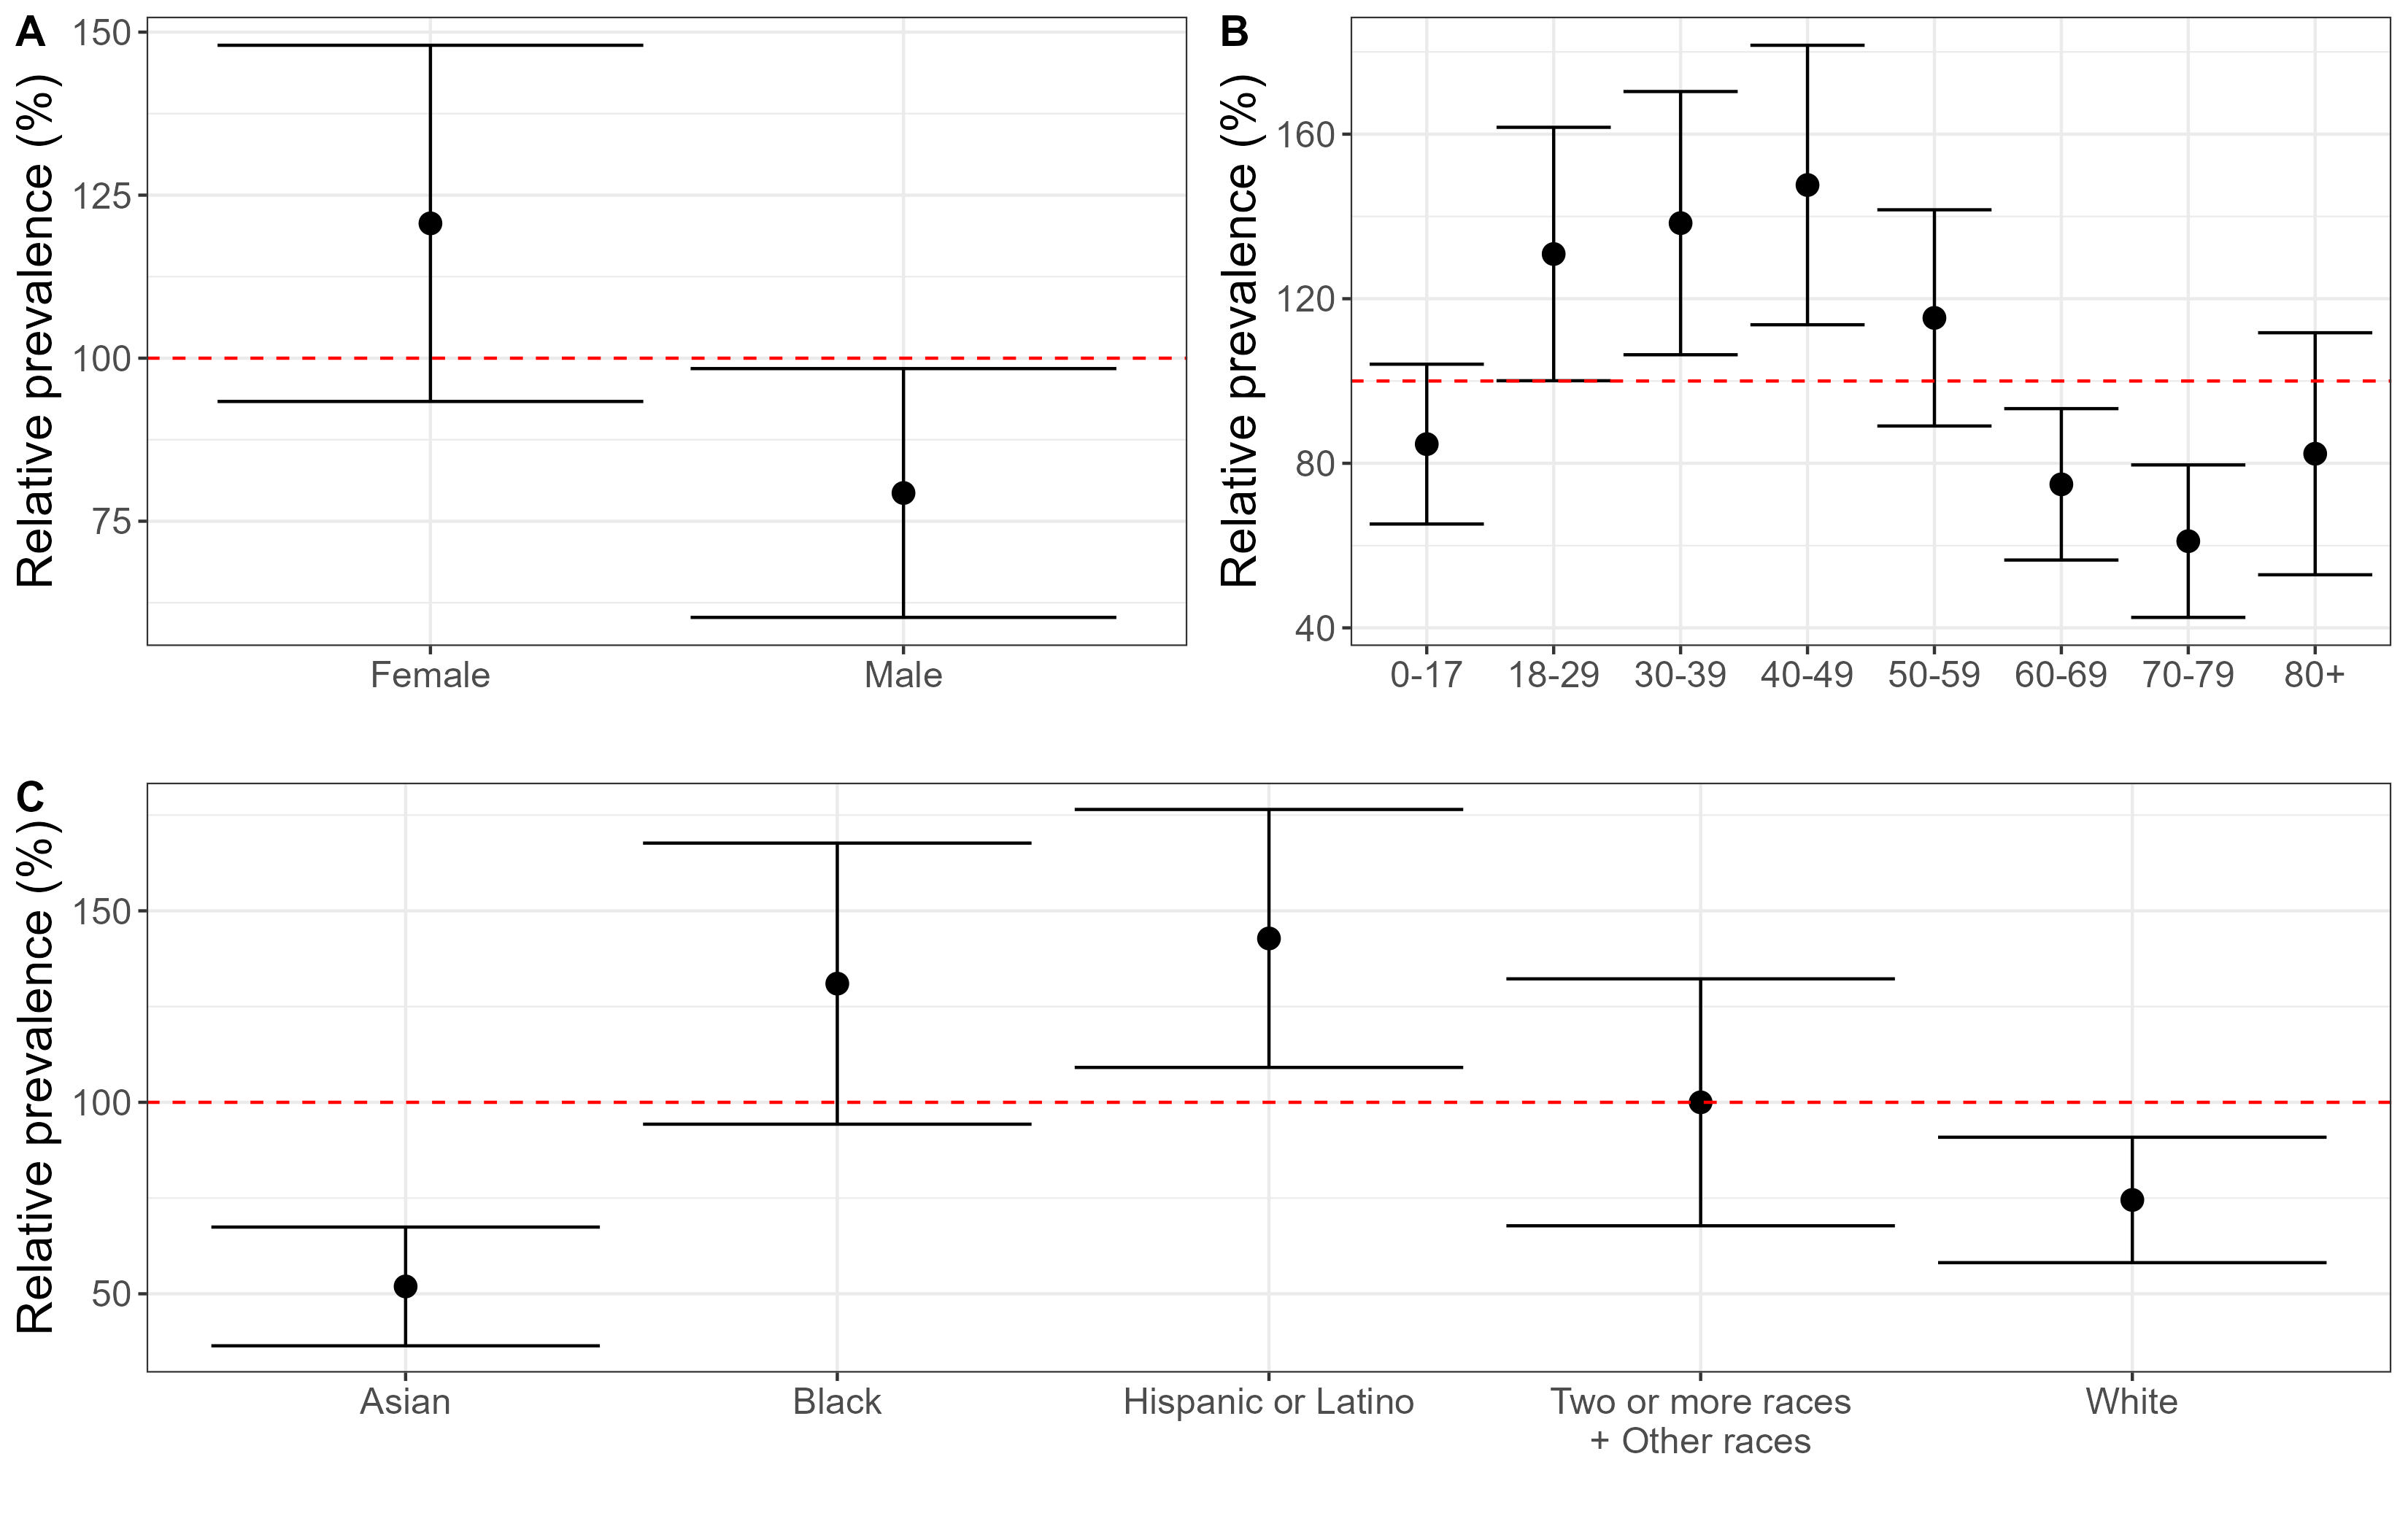 A
Relative prevalence (%)
150
125
100
75
Female Male
B
Relative prevalence (%)
160
120
80
40
0-17 18-29 30-39 40-49 50-59 60-69 70-79 80+
C
Relative prevalence (%)
150
100
50
Asian Black Hispanic or Latino Two or more races White
+ Other races